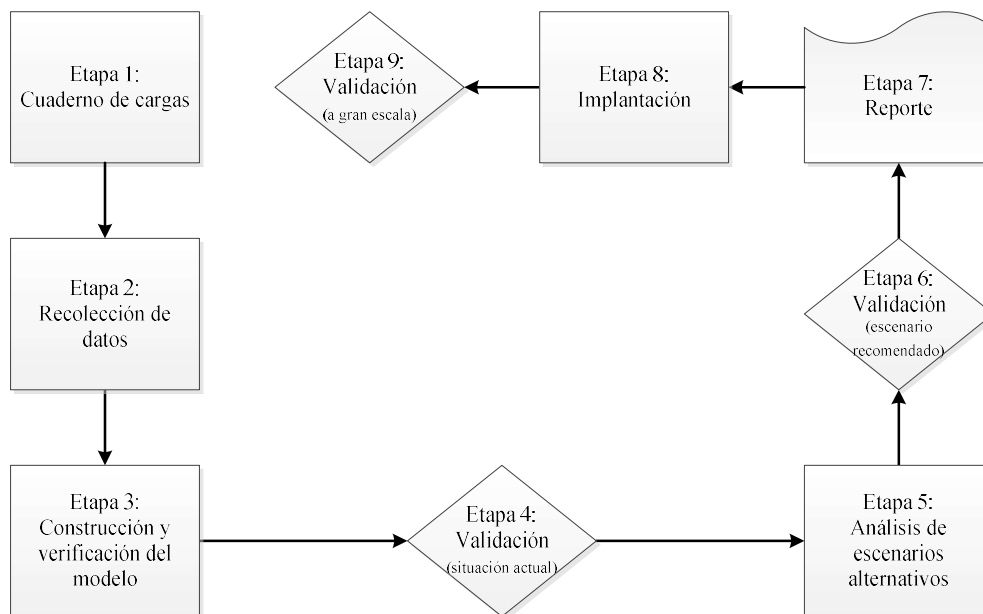 Etapa 1:
Cuaderno de cargas
Etapa 2:
Recolección de
datos
Etapa 3:
Construcción y
verificación del
modelo
Etapa 4:
Validación
(situación actual)
Etapa 5:
Análisis de
escenarios
alternativos
Etapa 6:
Validación
(escenario
recomendado)
Etapa 7:
Reporte
Etapa 8:
Implantación
Etapa 9:
Validación
(a gran escala)